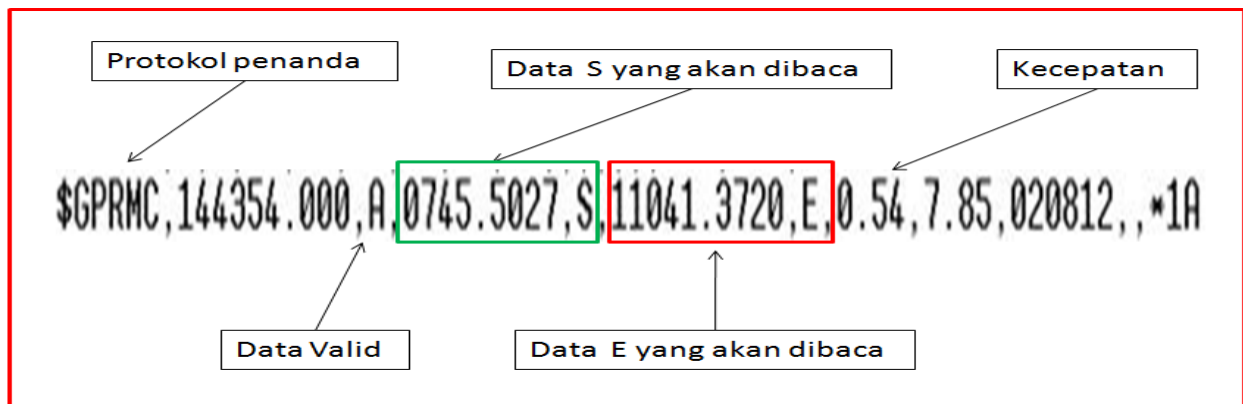 Protokol penanda
Data S yang akan dibaca
Kecepatan
$GPRMC,144354.000,A,0745.5027,S,11041.3720,E,0.54,7.85,020812,,*1A
Data Valid
Data E yang akan dibaca